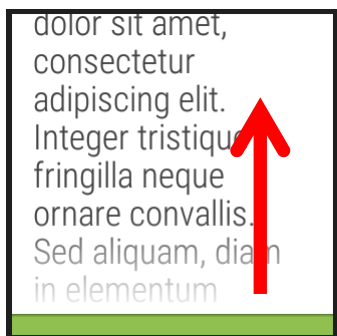 dolor sit amet,
consectetur
adipiscing elit.
Integer tristique
fringilla neque
ornare convallis.
Sed aliquam, diam
in elementum